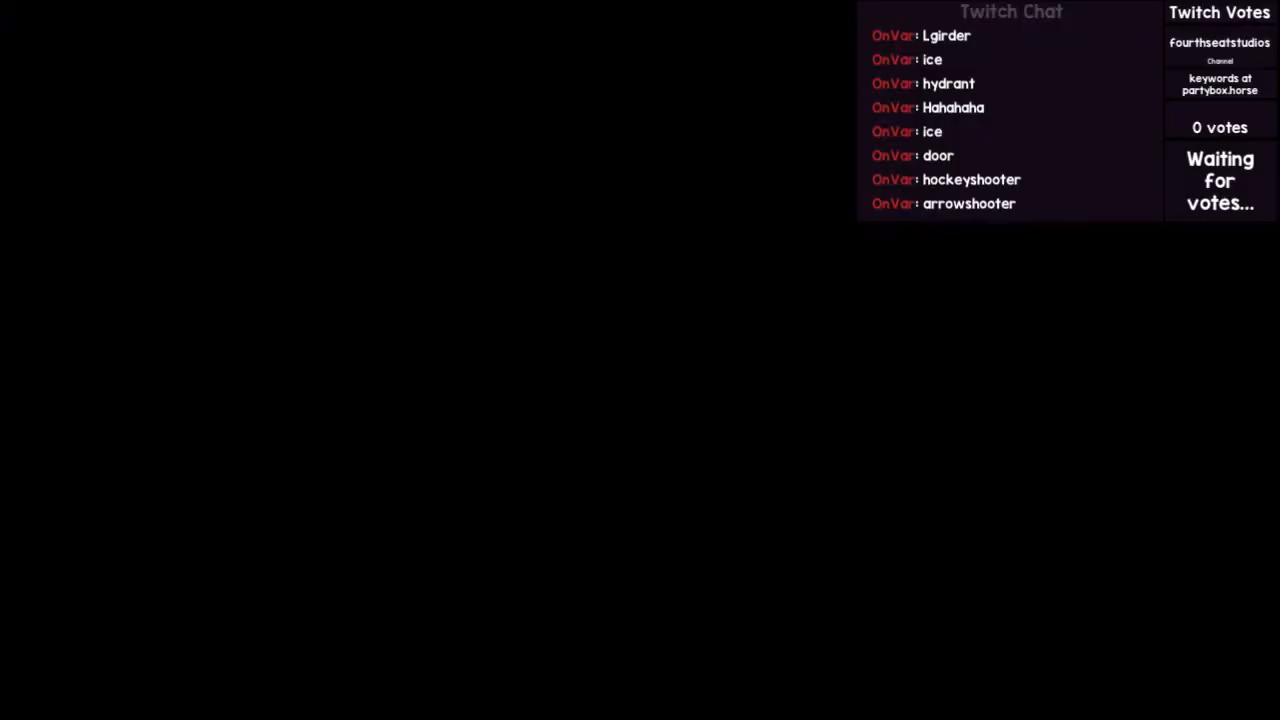 Twitch Chat
OnVar: Lgirder
OnVar: ice
OnVar: hydrant
OnVar: Hahahaha
OnVar: ice
OnVar: door
OnVar: hockeyshooter
OnVar: arrowshooter
Twitch Votes
fourthseatstudios
Channel
keywords at
partybox.horse
0 votes
Waiting
for
votes...